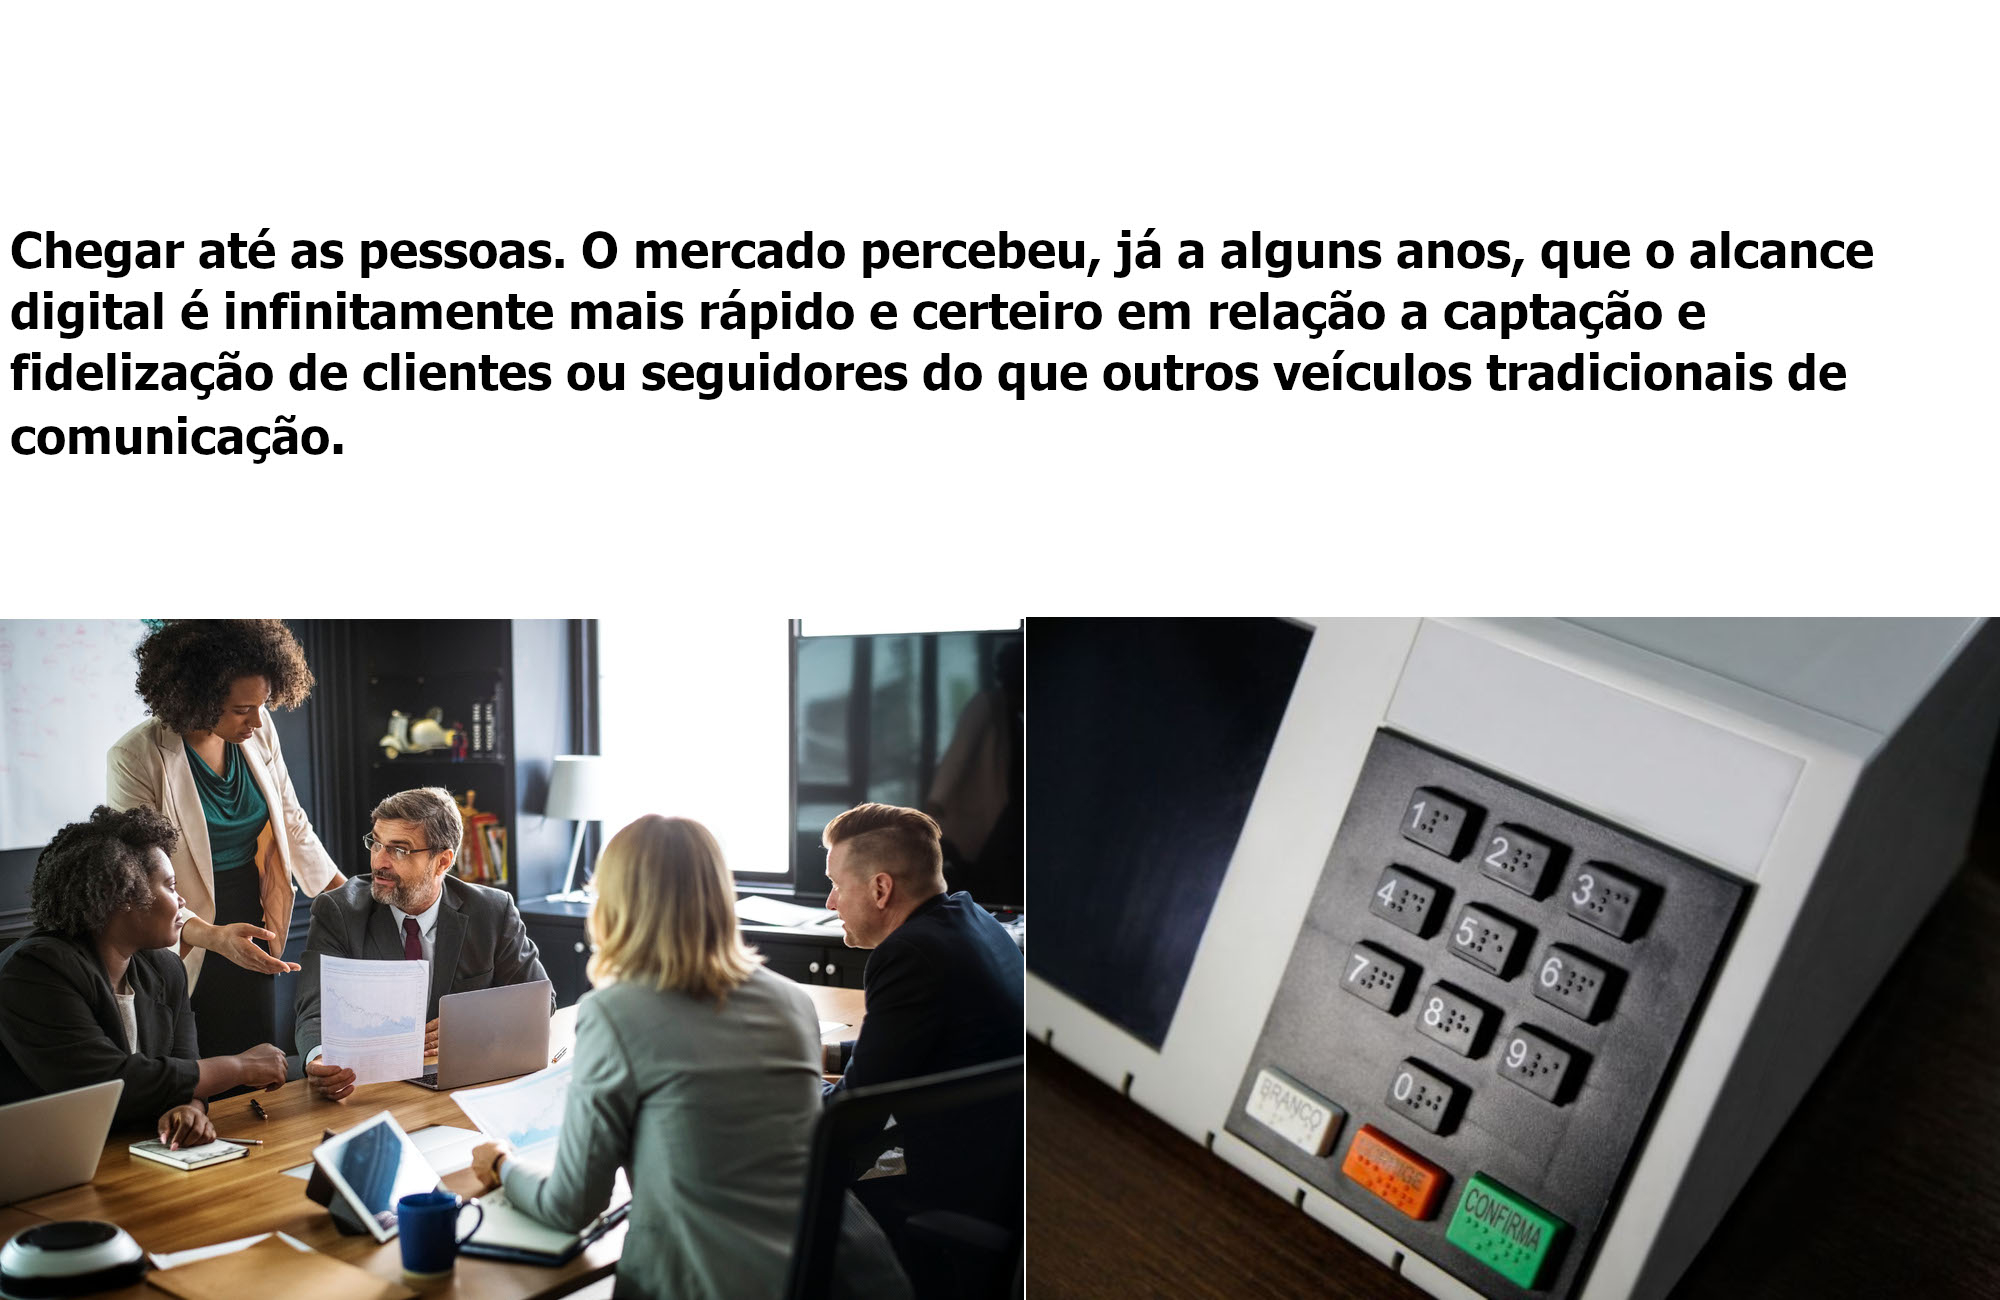 Chegar até as pessoas. O mercado percebeu, já a alguns anos, que o alcance
digital é infinitamente mais rápido e certeiro em relação a captação e
fidelização de clientes ou seguidores do que outros veículos tradicionais de
comunicação.
1
2
3
4
5
6
7
8
9
0
BRANCO
CORRIGE
CONFIRMA